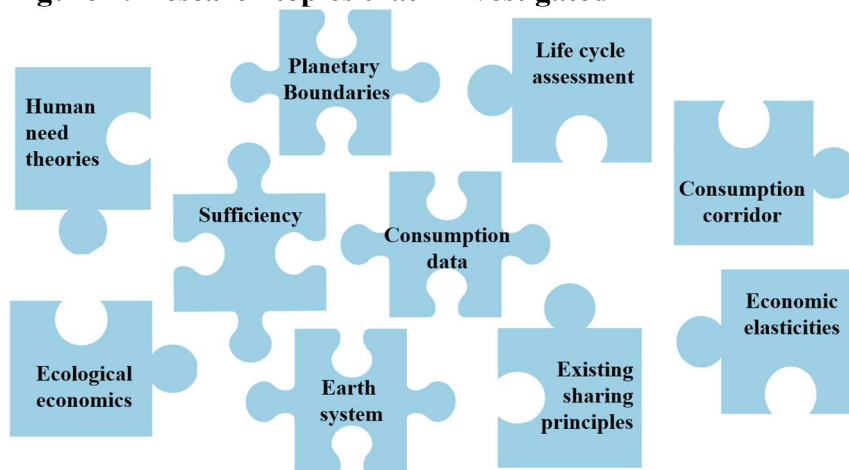 Planetary
Boundaries
Life cycle
assessment
Human
need
theories
Consumption
corridor
Sufficiency
Consumption
data
Economic
elasticities
Ecological
economics
Earth
system
Existing
sharing
principles